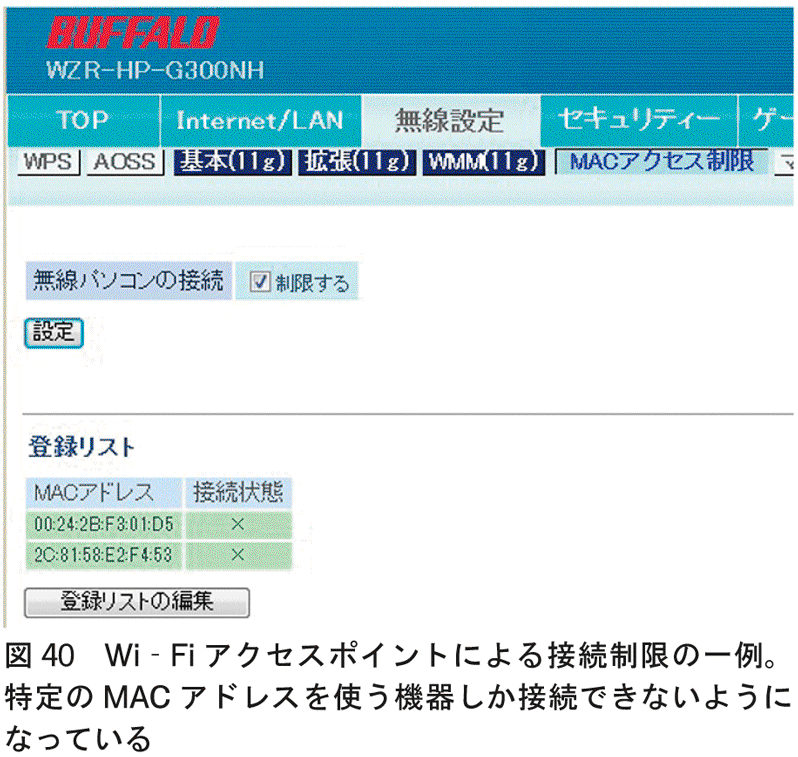 BUFFALO
WZR-HP-G300NH
TOP Internet/LAN 無線設定 セキュリティー ゲー
WPS AOSS 基本(11g) 拡張(11g) WMM(11g) MACアクセス制限 マ
無線パソコンの接続 制限する
設定
登録リスト
MACアドレス 接続状態
00:24:2B:F3:01:D5 ×
2C:81:58:E2:F4:53 ×
登録リストの編集
図 40 Wi‐Fi アクセスポイントによる接続制限の一例。
特定の MAC アドレスを使う機器しか接続できないように
なっている